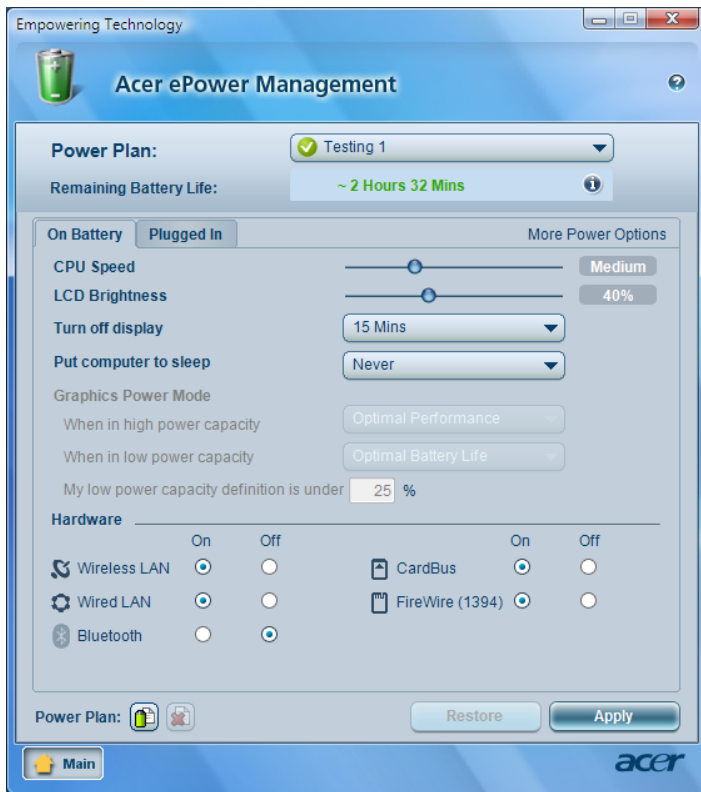 Empowering Technology
Acer ePower Management
Power Plan: Testing 1
Remaining Battery Life: ~ 2 Hours 32 Mins
On Battery Plugged In More Power Options
CPU Speed Medium
LCD Brightness 40%
Turn off display 15 Mins
Put computer to sleep Never
Graphics Power Mode
When in high power capacity Optimal Performance
When in low power capacity Optimal Battery Life
My low power capacity definition is under 25 %
Hardware
On Off On Off
Wireless LAN CardBus
Wired LAN FireWire (1394)
Bluetooth
Power Plan: Restore Apply
Main acer